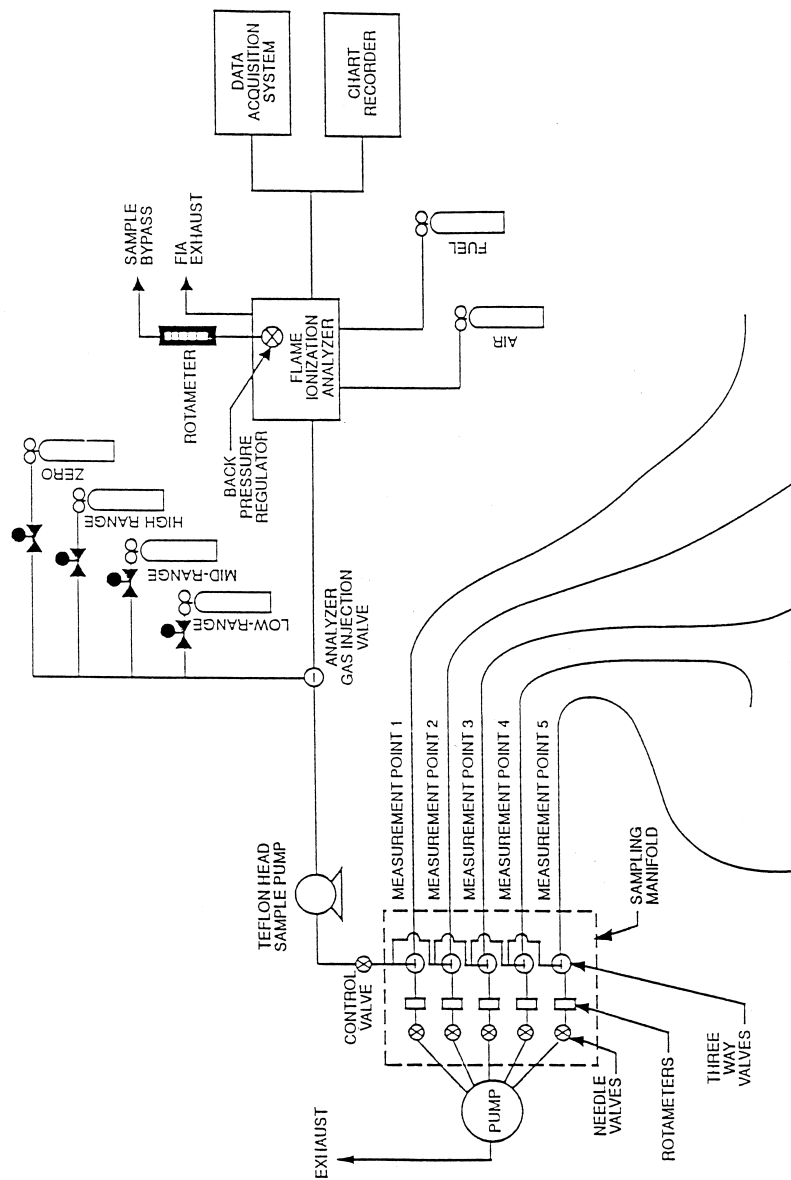 DATA
ACQUISITION
SYSTEM
CHART
RECORDER
SAMPLE
BYPASS
FIA
EXHAUST
ROTAMETER
FLAME
IONIZATION
ANALYZER
BACK
PRESSURE
REGULATOR
FUEL
AIR
ZERO
HIGH RANGE
MID-RANGE
LOW-RANGE
ANALYZER
GAS INJECTION
VALVE
TEFLON HEAD
SAMPLE PUMP
MEASUREMENT POINT 1
MEASUREMENT POINT 2
MEASUREMENT POINT 3
MEASUREMENT POINT 4
MEASUREMENT POINT 5
SAMPLING
MANIFOLD
CONTROL
VALVE
THREE
WAY
VALVES
ROTAMETERS
NEEDLE
VALVES
PUMP
EXHAUST